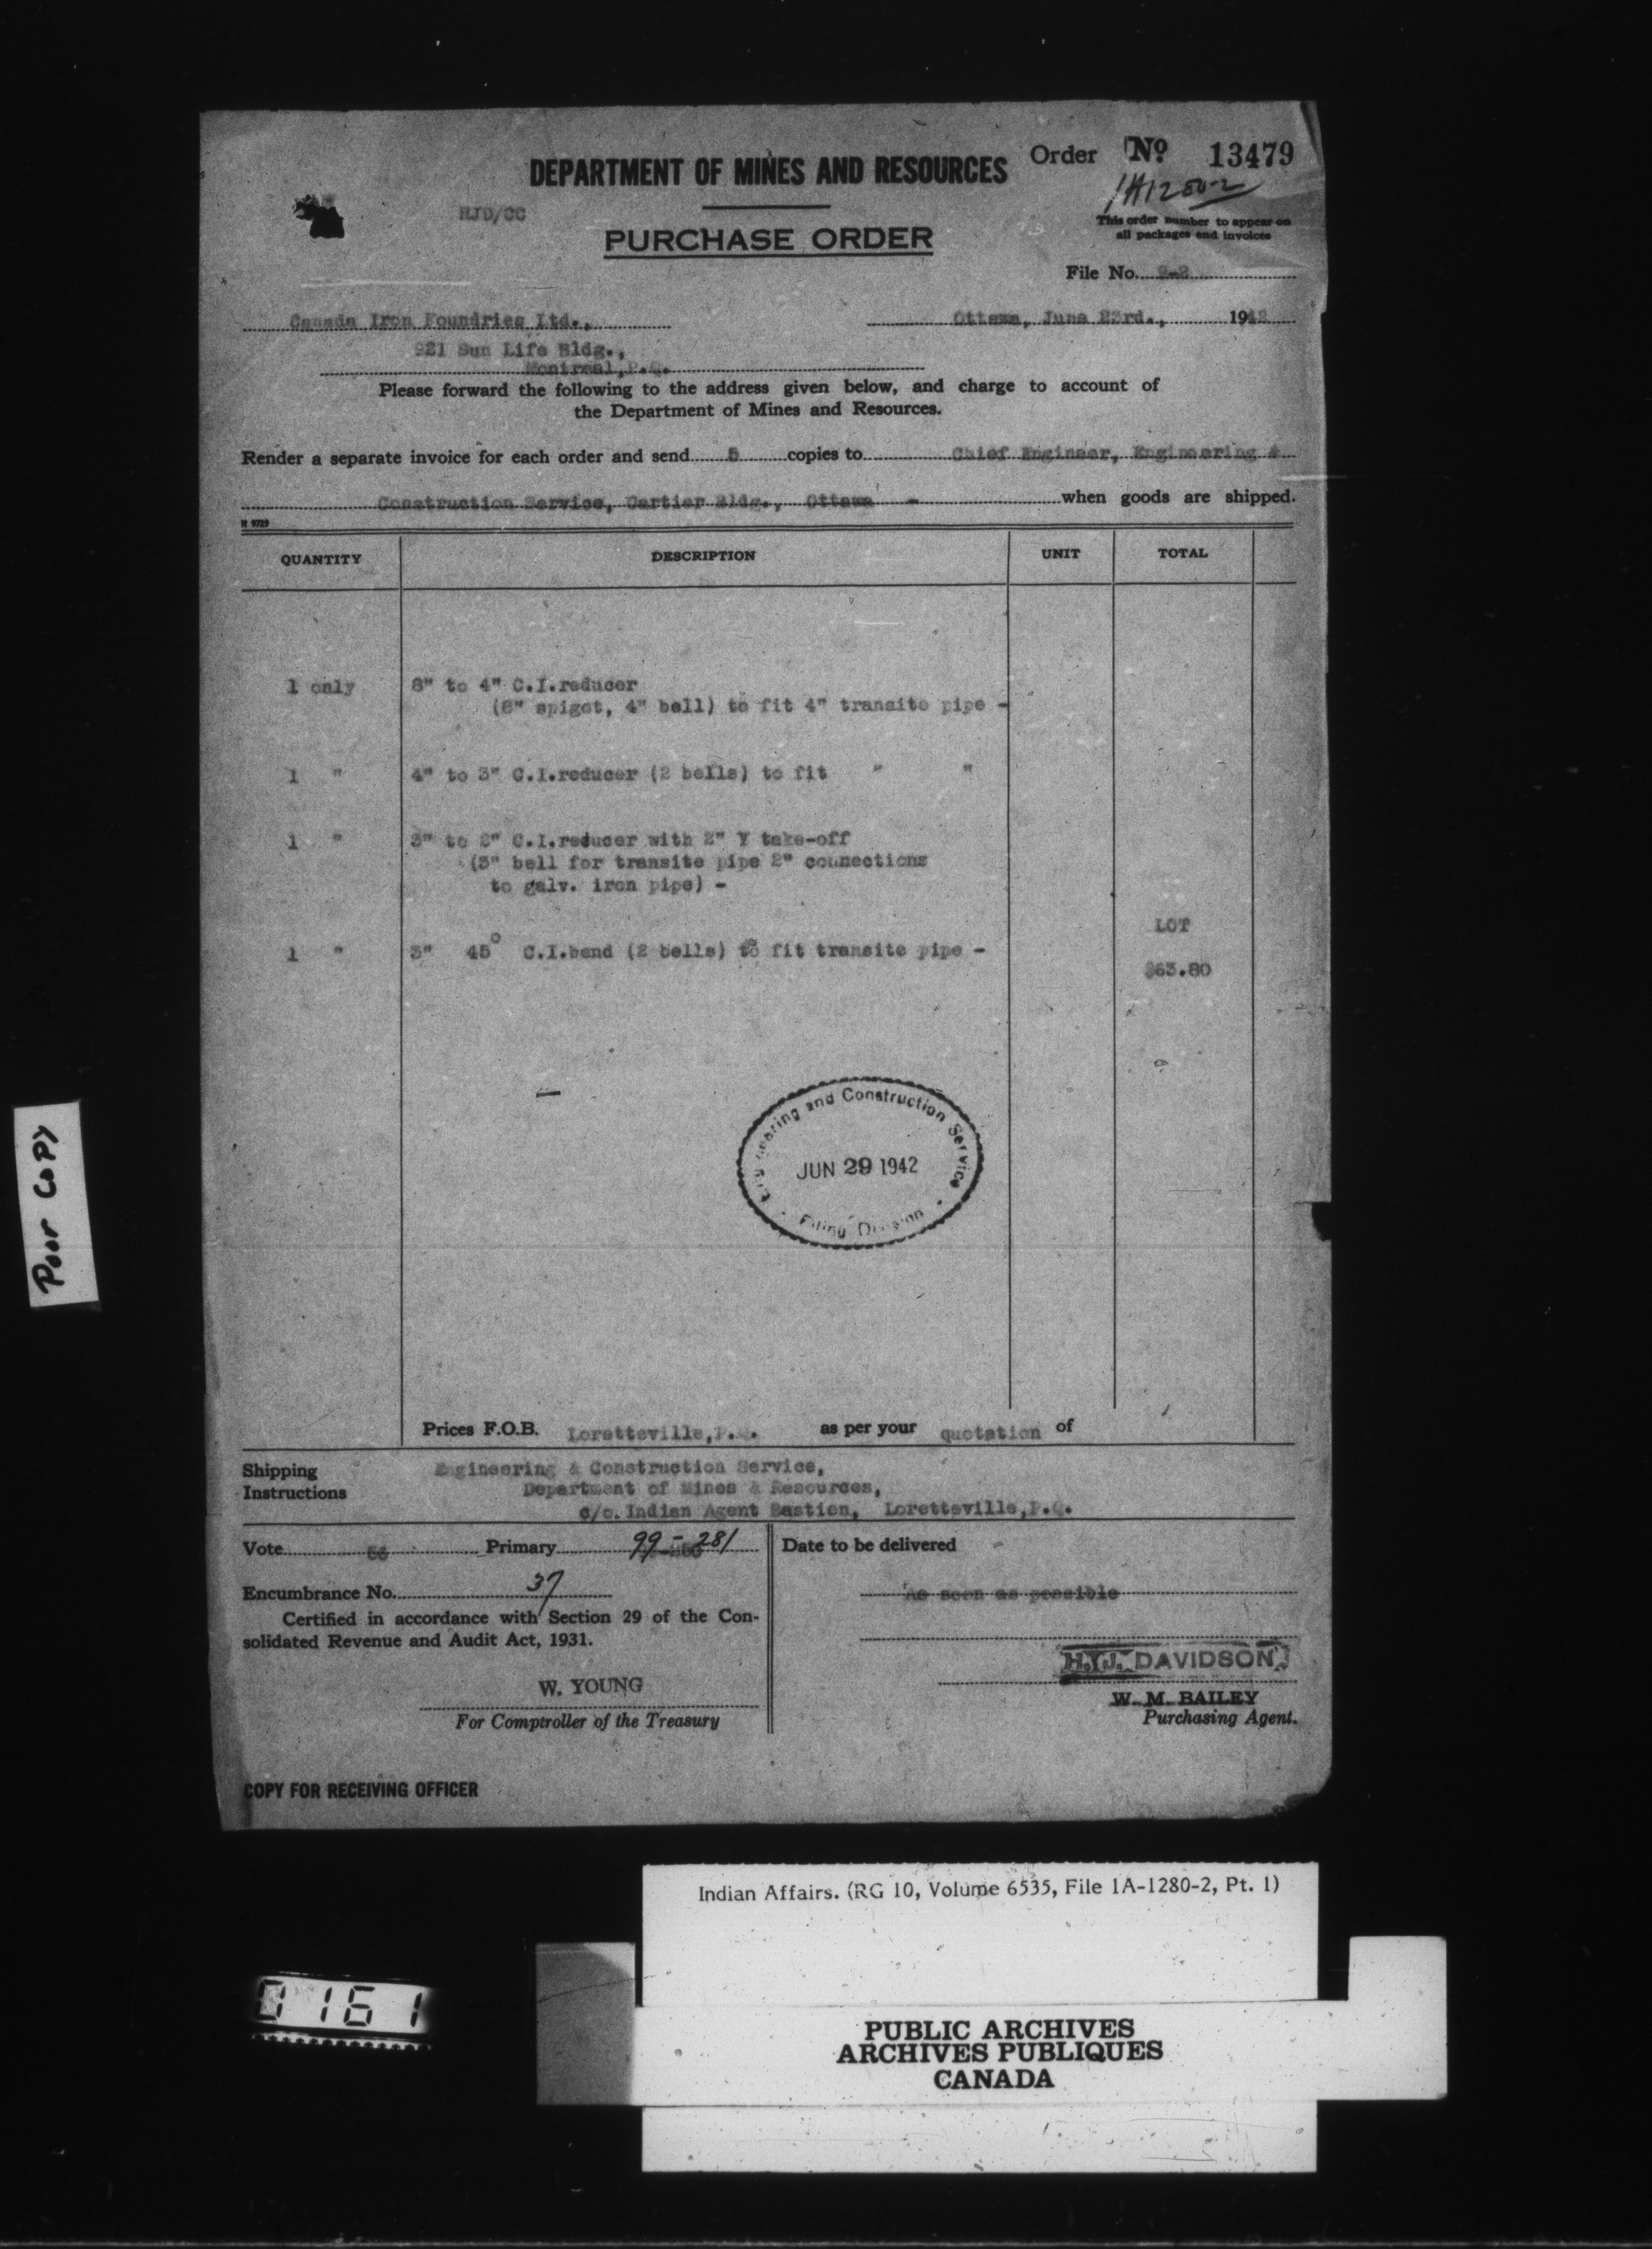 DEPARTMENT OF MINES AND RESOURCES
Order No 13479
1A1280-2
HJD/CC
PURCHASE ORDER
This order number to appear on
all packages and invoices
File No. 2-2
Canada Iron Foundries Ltd.,
Ottawa, June 23rd., 1942
921 Sun Life Bldg.,
Montreal, P.Q.
Please forward the following to the address given below, and charge to account of
the Department of Mines and Resources.
Render a separate invoice for each order and send 5 copies to Chief Engineer, Engineering &
Construction Service, Cartier Bldg., Ottawa - when goods are shipped.
R 9729
QUANTITY DESCRIPTION UNIT TOTAL
1 only 8" to 4" C.I.reducer
(8" spigot, 4" bell) to fit 4" transite pipe -
1 " 4" to 3" C.I.reducer (2 bells) to fit " "
1 " 3" to 2" C.I.reducer with 2" Y take-off
(3" bell for transite pipe 2" connections
to galv. iron pipe) -
LOT
1 " 3" 45° C.I.bend (2 bells) to fit transite pipe -
$63.80
Engineering and Construction Service
JUN 29 1942
Filing Division
Poor Copy
Prices F.O.B. Loretteville, P.Q. as per your quotation of
Shipping
Instructions
Engineering & Construction Service,
Department of Mines & Resources,
c/o. Indian Agent Bastien, Loretteville, P.Q.
Vote 66 Primary 99-281
Date to be delivered
Encumbrance No. 37
As soon as possible
Certified in accordance with Section 29 of the Con-
solidated Revenue and Audit Act, 1931.
H. J. DAVIDSON
W. YOUNG
W. M. BAILEY
For Comptroller of the Treasury
Purchasing Agent.
COPY FOR RECEIVING OFFICER
Indian Affairs. (RG 10, Volume 6535, File 1A-1280-2, Pt. 1)
0161
PUBLIC ARCHIVES
ARCHIVES PUBLIQUES
CANADA